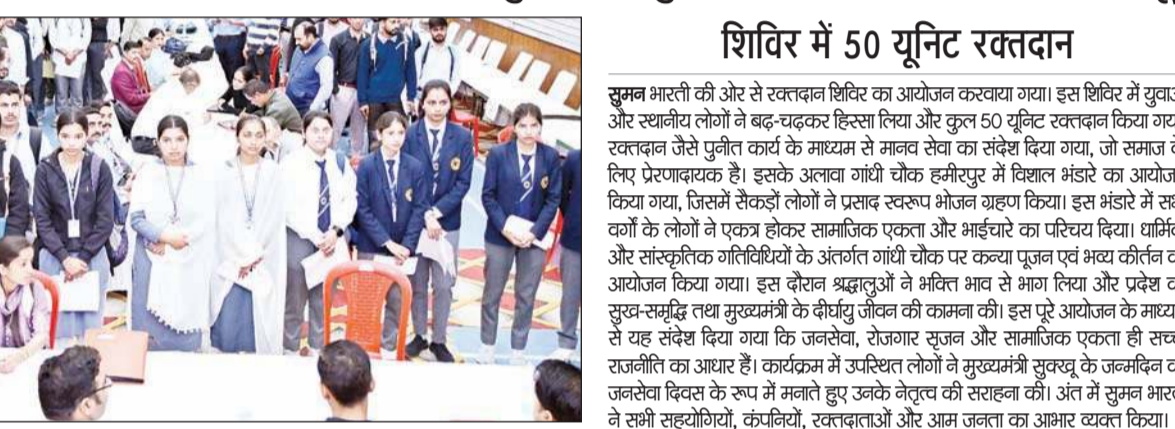 शिविर में 50 यूनिट रक्तदान
सुमन भारती की ओर से रक्तदान शिविर का आयोजन करवाया गया। इस शिविर में
और स्थानीय लोगों ने बढ़-चढ़कर हिस्सा लिया और कुल 50 यूनिट रक्तदान किया
रक्तदान जैसे पुनीत कार्य के माध्यम से मानव सेवा का संदेश दिया गया, जो समाज
लिए प्रेरणादायक है। इसके अलावा गांधी चौक हमीरपुर में विशाल भंडारे का
किया गया, जिसमें सैकड़ों लोगों ने प्रसाद स्वरूप भोजन ग्रहण किया। इस भंडारे में
वर्गों के लोगों ने एकत्र होकर सामाजिक एकता और भाईचारे का परिचय दिया।
और सांस्कृतिक गतिविधियों के अंतर्गत गांधी चौक पर कन्या पूजन एवं भव्य कीर्तन
आयोजन किया गया। इस दौरान श्रद्धालुओं ने भक्ति भाव से भाग लिया और प्रदेश
सुख-समृद्धि तथा मुख्यमंत्री के दीर्घायु जीवन की कामना की। इस पूरे आयोजन के
से यह संदेश दिया गया कि जनसेवा, रोजगार सृजन और सामाजिक एकता ही
राजनीति का आधार हैं। कार्यक्रम में उपस्थित लोगों ने मुख्यमंत्री सुक्खू के जन्मदिन
जनसेवा दिवस के रूप में मनाते हुए उनके नेतृत्व की सराहना की। अंत में सुमन
ने सभी सहयोगियों, कंपनियों, रक्तदाताओं और आम जनता का आभार व्यक्त किया।